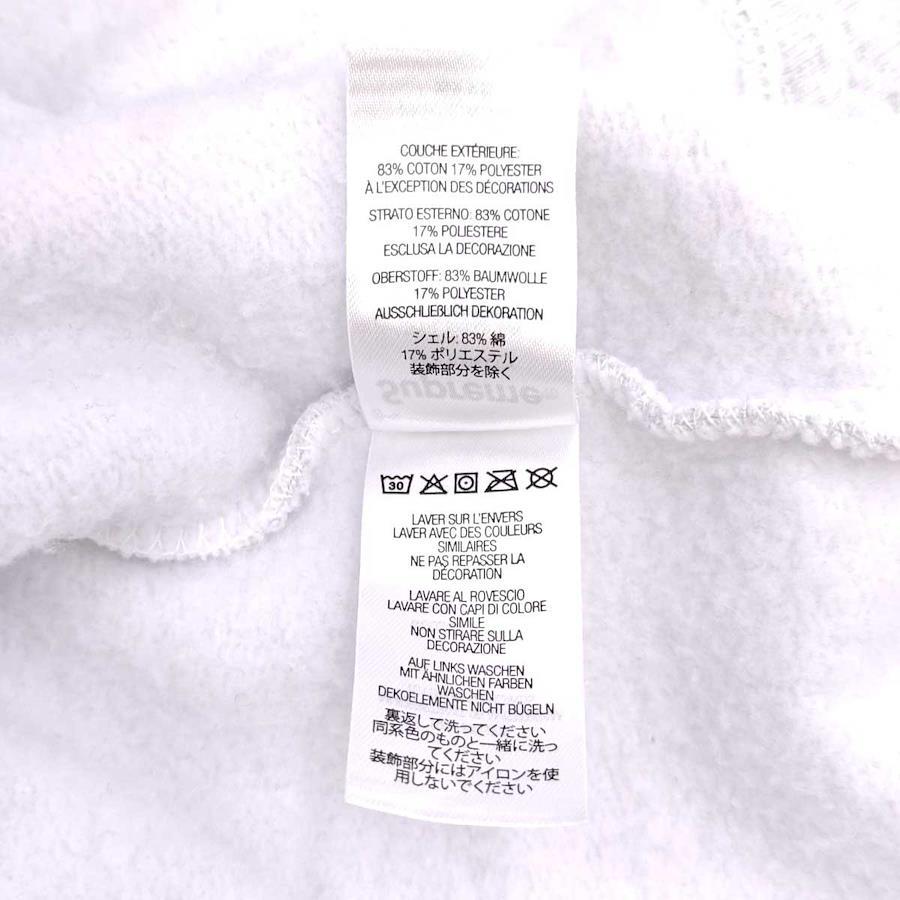 COUCHE EXTÉRIEURE:
83% COTON 17% POLYESTER
À L'EXCEPTION DES DÉCORATIONS
STRATO ESTERNO: 83% COTONE
17% POLIESTERE
ESCLUSA LA DECORAZIONE
OBERSTOFF: 83% BAUMWOLLE
17% POLYESTER
AUSSCHLIEßLICH DEKORATION
シェル: 83% 綿
17% ポリエステル
装飾部分を除く
Supreme
30
LAVER SUR L'ENVERS
LAVER AVEC DES COULEURS
SIMILAIRES
NE PAS REPASSER LA
DÉCORATION
LAVARE AL ROVESCIO
LAVARE CON CAPI DI COLORE
SIMILE
NON STIRARE SULLA
DECORAZIONE
AUF LINKS WASCHEN
MIT ÄHNLICHEN FARBEN
WASCHEN
DEKOELEMENTE NICHT BÜGELN
裏返して洗ってください
同系色のものと一緒に洗っ
てください
装飾部分にはアイロンを使
用しないでください